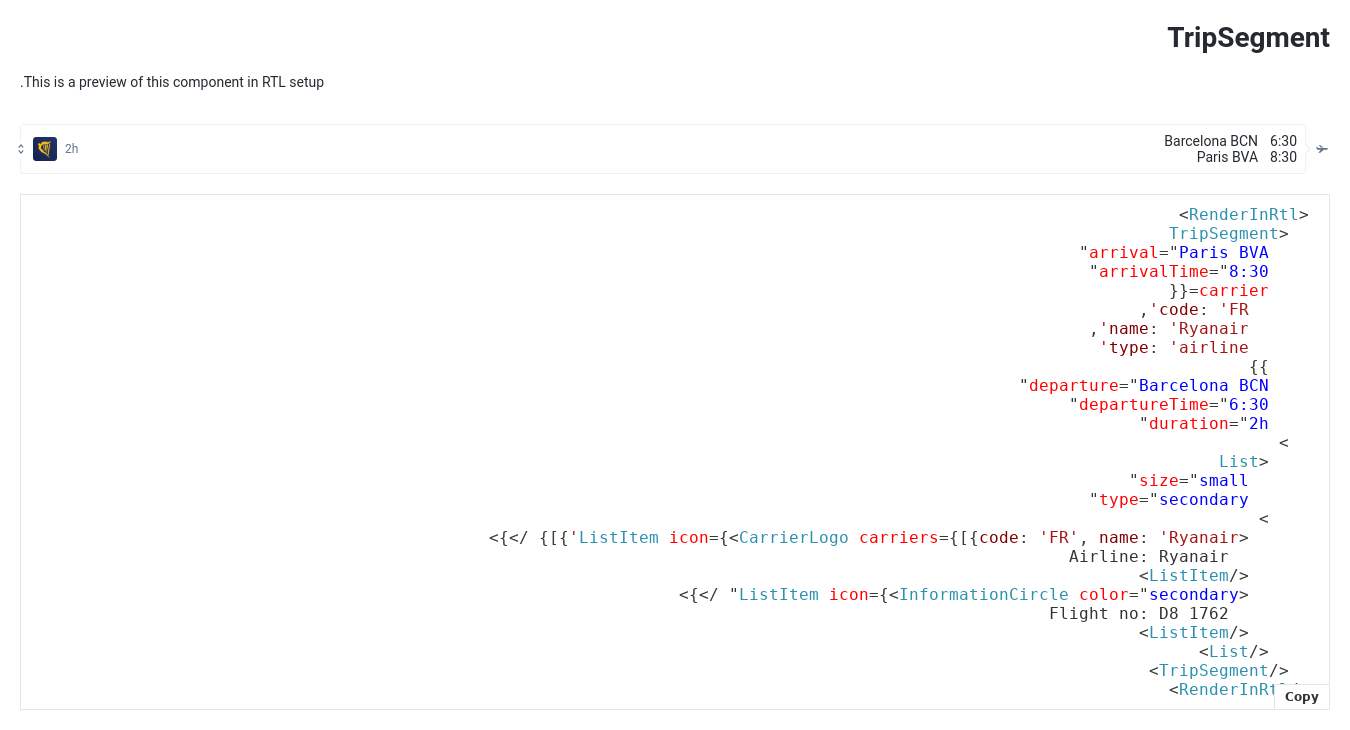 TripSegment
.This is a preview of this component in RTL setup
2h
Barcelona BCN 6:30
Paris BVA 8:30
<RenderInRtl>
TripSegment>
"arrival="Paris BVA
"arrivalTime="8:30
}}=carrier
,'code: 'FR
,'name: 'Ryanair
'type: 'airline
{{
"departure="Barcelona BCN
"departureTime="6:30
"duration="2h
<
List>
"size="small
"type="secondary
<
<{</ {[{'ListItem icon={<CarrierLogo carriers={[{code: 'FR', name: 'Ryanair>
Airline: Ryanair
<ListItem/>
<{</ "ListItem icon={<InformationCircle color="secondary>
Flight no: D8 1762
<ListItem/>
<List/>
<TripSegment/>
<RenderInRt
Copy